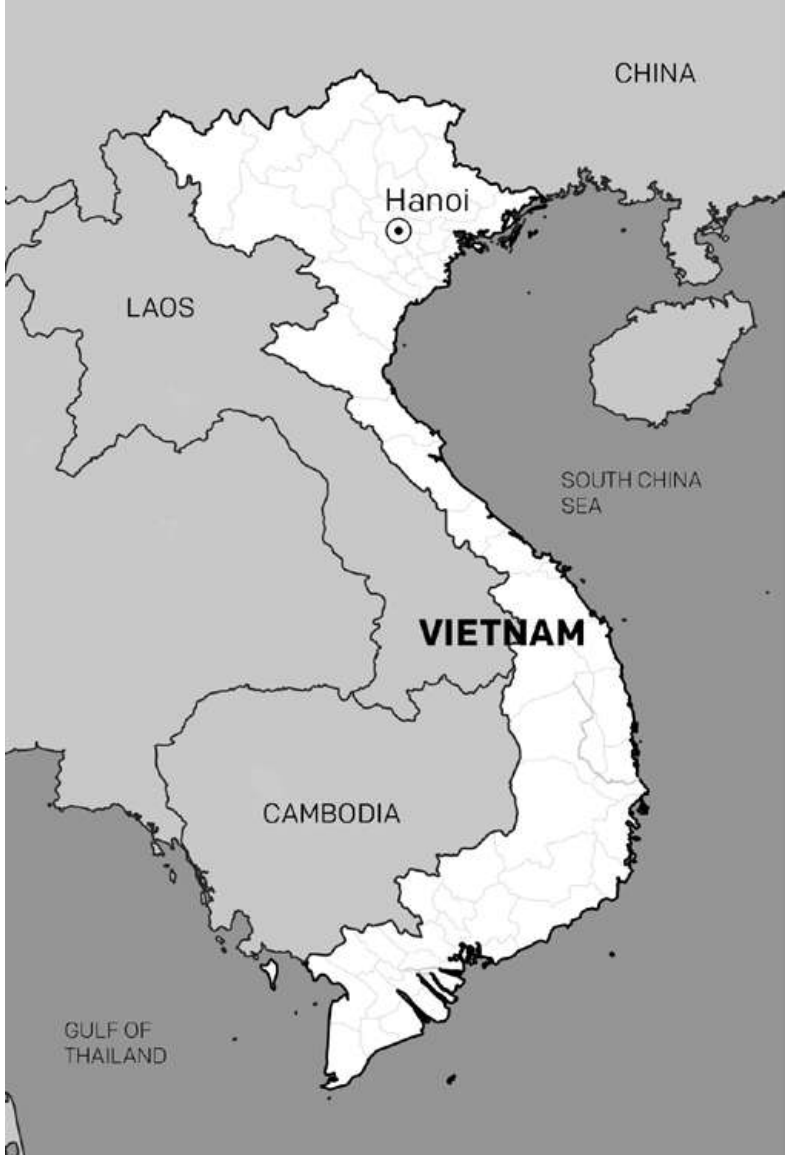 CHINA
Hanoi
LAOS
SOUTH CHINA
SEA
VIETNAM
CAMBODIA
GULF OF
THAILAND